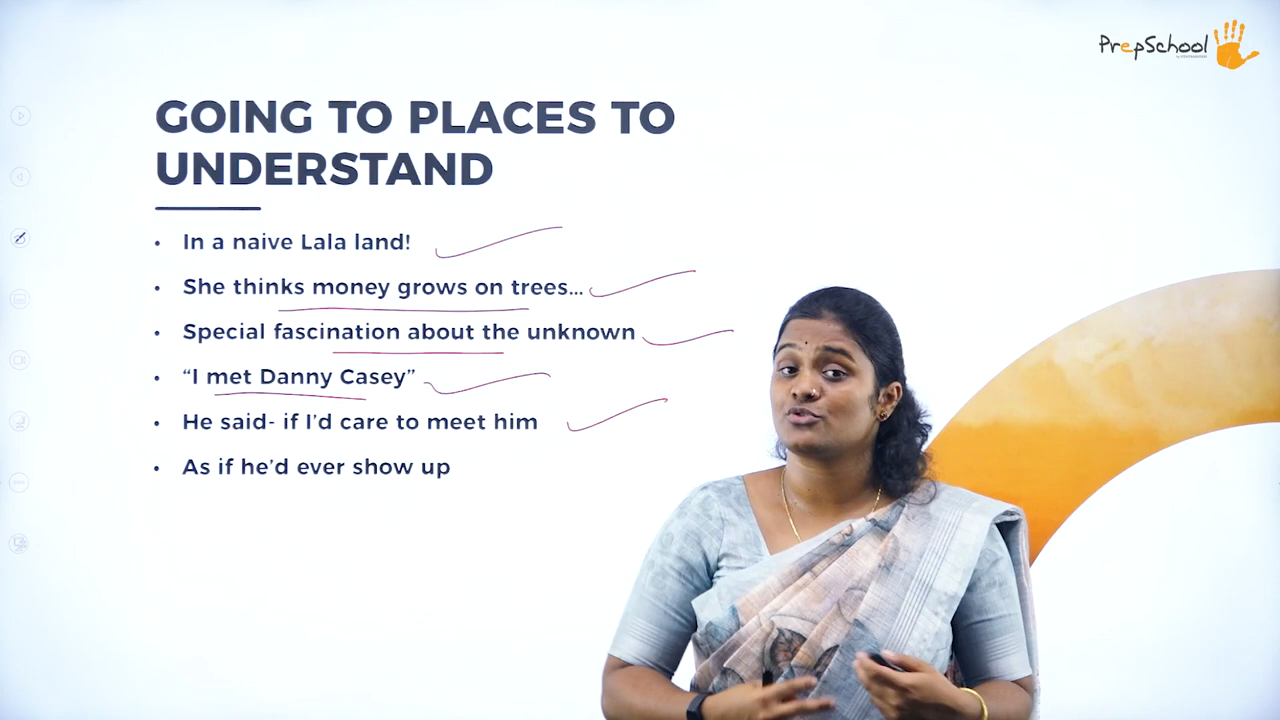 PrepSchool
GOING TO PLACES TO
UNDERSTAND
• In a naive Lala land!
• She thinks money grows on trees...
• Special fascination about the unknown
• “I met Danny Casey”
• He said- if I’d care to meet him
• As if he’d ever show up